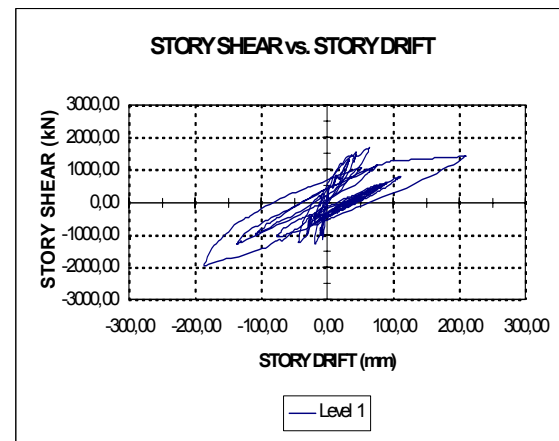 STORY SHEAR vs. STORY DRIFT
STORY SHEAR (kN)
3000,00
2000,00
1000,00
0,00
-1000,00
-2000,00
-3000,00
-300,00 -200,00 -100,00 0,00 100,00 200,00 300,00
STORY DRIFT (mm)
Level 1